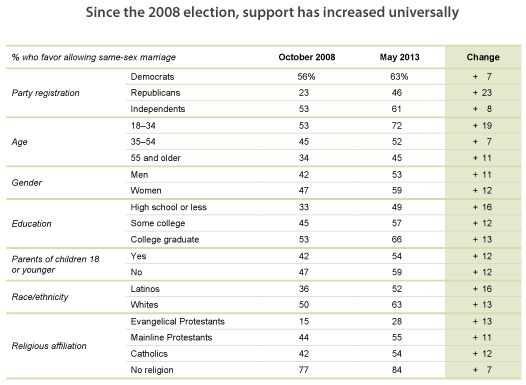 Since the 2008 election, support has increased universally
% who favor allowing same-sex marriage October 2008 May 2013 Change
Party registration
Democrats 56% 63% + 7
Republicans 23 46 + 23
Independents 53 61 + 8
Age
18–34 53 72 + 19
35–54 45 52 + 7
55 and older 34 45 + 11
Gender
Men 42 53 + 11
Women 47 59 + 12
Education
High school or less 33 49 + 16
Some college 45 57 + 12
College graduate 53 66 + 13
Parents of children 18
or younger
Yes 42 54 + 12
No 47 59 + 12
Race/ethnicity
Latinos 36 52 + 16
Whites 50 63 + 13
Religious affiliation
Evangelical Protestants 15 28 + 13
Mainline Protestants 44 55 + 11
Catholics 42 54 + 12
No religion 77 84 + 7